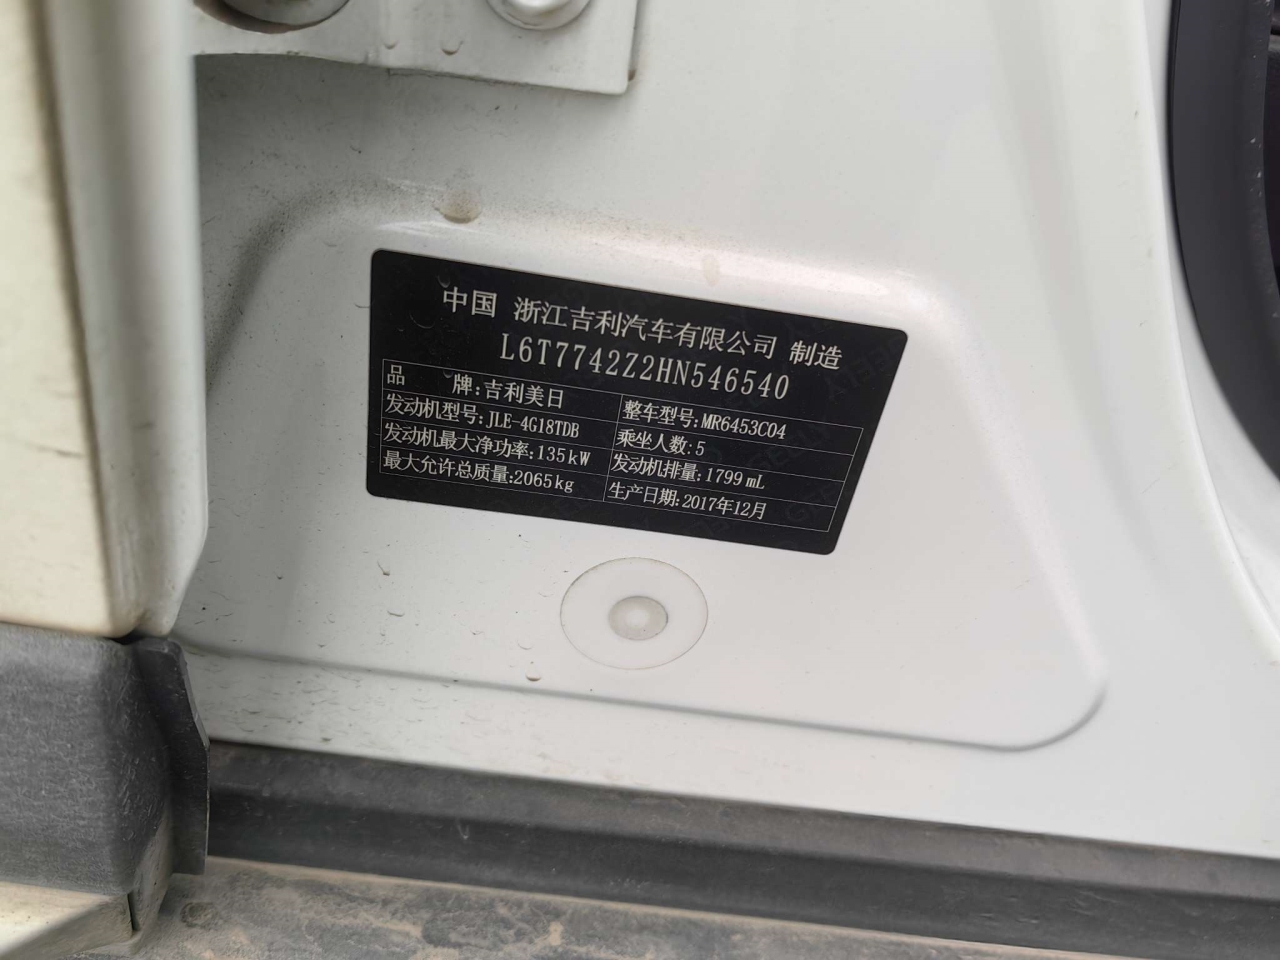 中国 浙江吉利汽车有限公司 制造
L6T7742Z2HN546540
品 牌:吉利美日 整车型号:MR6453C04
发动机型号:JLE-4G18TDB 乘坐人数:5
发动机最大净功率:135kW 发动机排量:1799mL
最大允许总质量:2065kg 生产日期:2017年12月